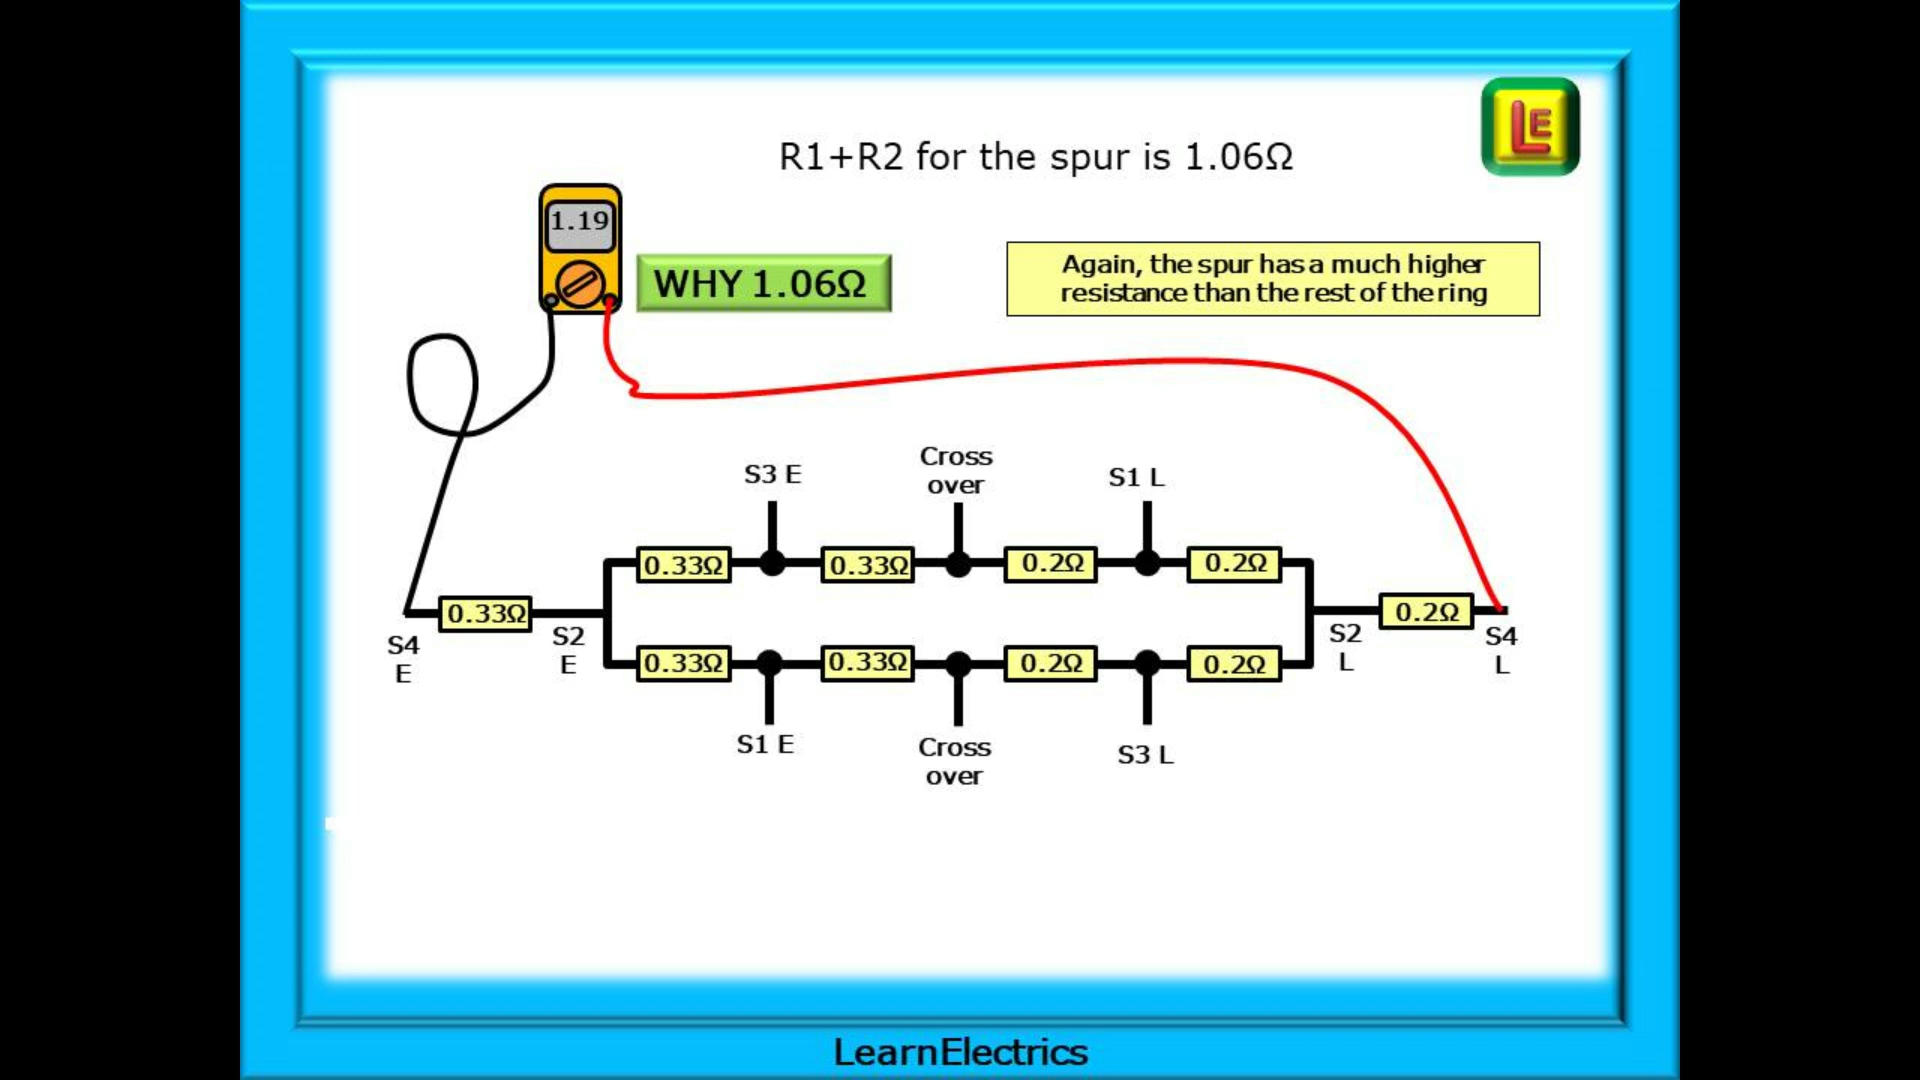 R1+R2 for the spur is 1.06Ω
LE
1.19
WHY 1.06Ω
Again, the spur has a much higher
resistance than the rest of the ring
S3 E
Cross
over
S1 L
0.33Ω
0.33Ω
0.2Ω
0.2Ω
0.33Ω
0.2Ω
S4
E
S2
E
S2
L
S4
L
0.33Ω
0.33Ω
0.2Ω
0.2Ω
S1 E
Cross
over
S3 L
LearnElectrics